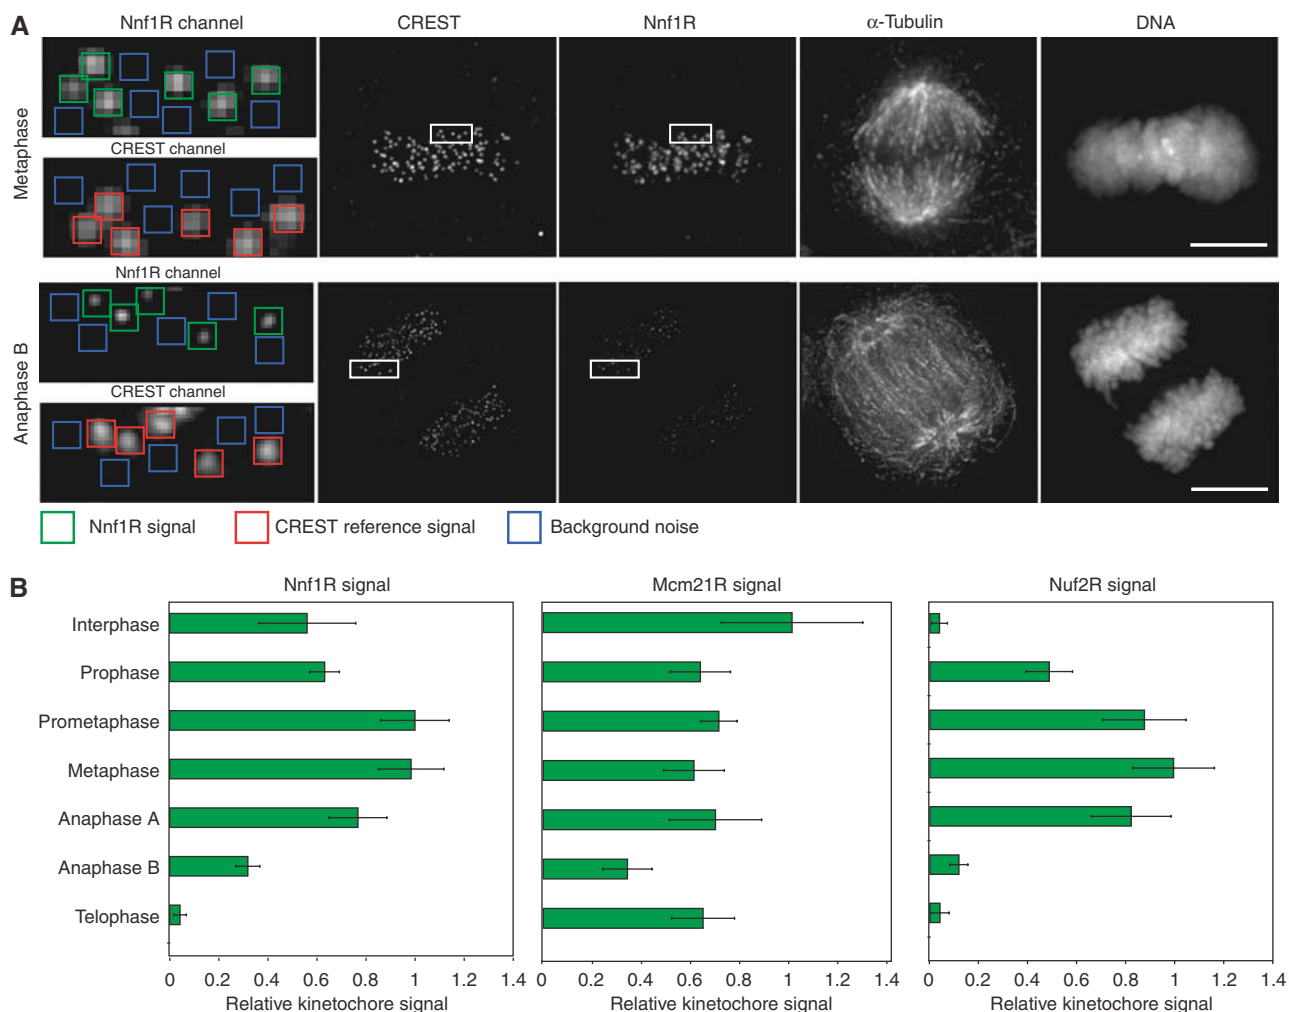 A
Nnf1R channel
CREST
Nnf1R
α-Tubulin
DNA
Metaphase
CREST channel
Nnf1R channel
Anaphase B
CREST channel
Nnf1R signal
CREST reference signal
Background noise
B
Nnf1R signal
Mcm21R signal
Nuf2R signal
Interphase
Prophase
Prometaphase
Metaphase
Anaphase A
Anaphase B
Telophase
0 0.2 0.4 0.6 0.8 1 1.2 1.4
0 0.2 0.4 0.6 0.8 1 1.2 1.4
0 0.2 0.4 0.6 0.8 1 1.2 1.4
Relative kinetochore signal
Relative kinetochore signal
Relative kinetochore signal